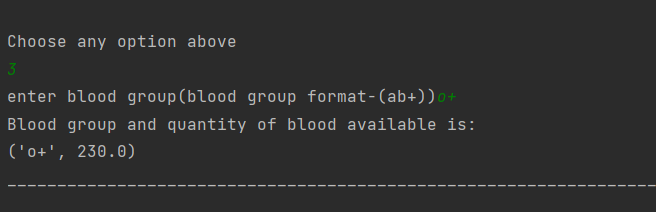 Choose any option above
3
enter blood group(blood group format-(ab+))o+
Blood group and quantity of blood available is:
('o+', 230.0)
_________________________________________________________________